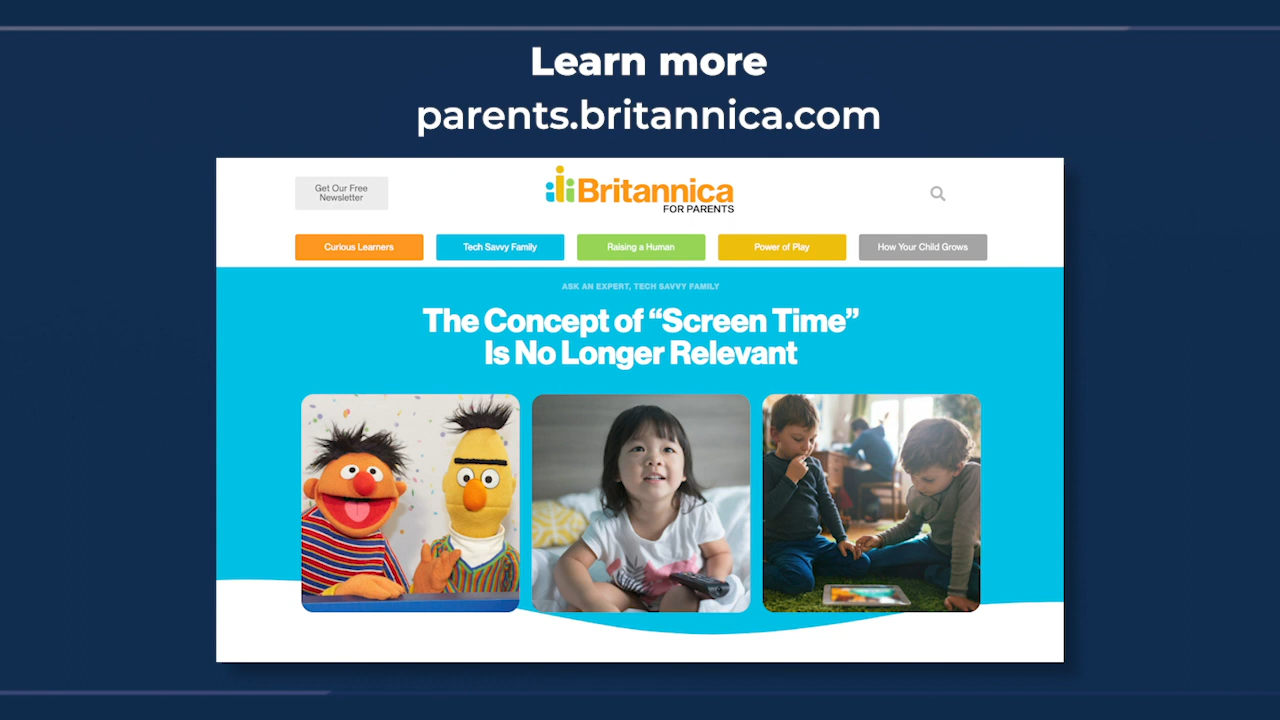 Learn more
parents.britannica.com
Get Our Free
Newsletter
Britannica
FOR PARENTS
Curious Learners
Tech Savvy Family
Raising a Human
Power of Play
How Your Child Grows
ASK AN EXPERT, TECH SAVVY FAMILY
The Concept of “Screen Time”
Is No Longer Relevant